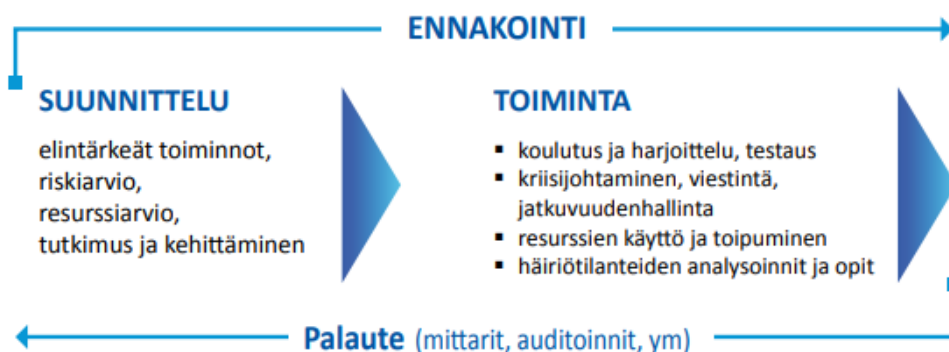 ENNAKOINTI
SUUNNITTELU
elintärkeät toiminnot,
riskiarvio,
resurssiarvio,
tutkimus ja kehittäminen
TOIMINTA
▪ koulutus ja harjoittelu, testaus
▪ kriisijohtaminen, viestintä,
jatkuvuudenhallinta
▪ resurssien käyttö ja toipuminen
▪ häiriötilanteiden analysoinnit ja opit
Palaute (mittarit, auditoinnit, ym)